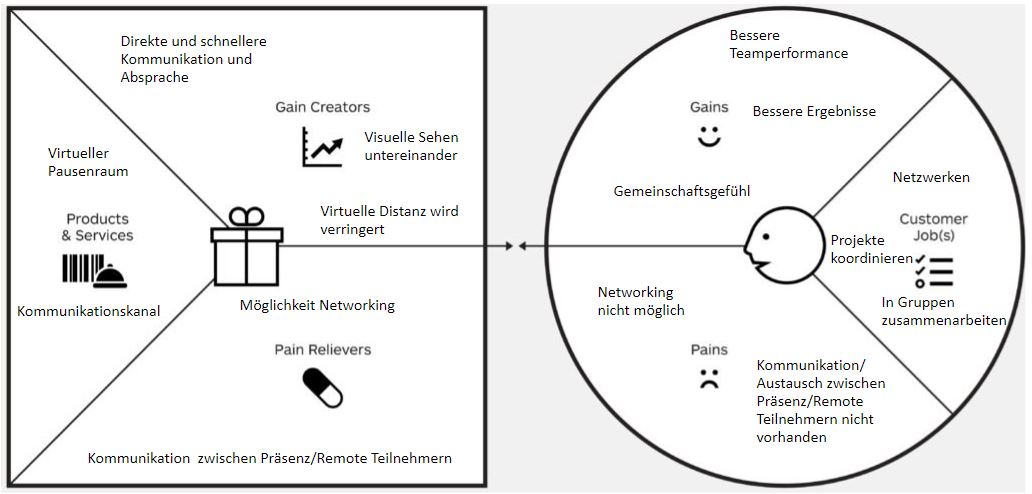 Direkte und schnellere
Kommunikation und
Absprache
Gain Creators
Visuelle Sehen
untereinander
Virtueller
Pausenraum
Products
& Services
Virtuelle Distanz wird
verringert
Kommunikationskanal
Möglichkeit Networking
Pain Relievers
Kommunikation zwischen Präsenz/Remote Teilnehmern
Bessere
Teamperformance
Gains
Bessere Ergebnisse
Gemeinschaftsgefühl
Netzwerken
Customer
Job(s)
Projekte
koordinieren
In Gruppen
zusammenarbeiten
Networking
nicht möglich
Pains
Kommunikation/
Austausch zwischen
Präsenz/Remote
Teilnehmern nicht
vorhanden